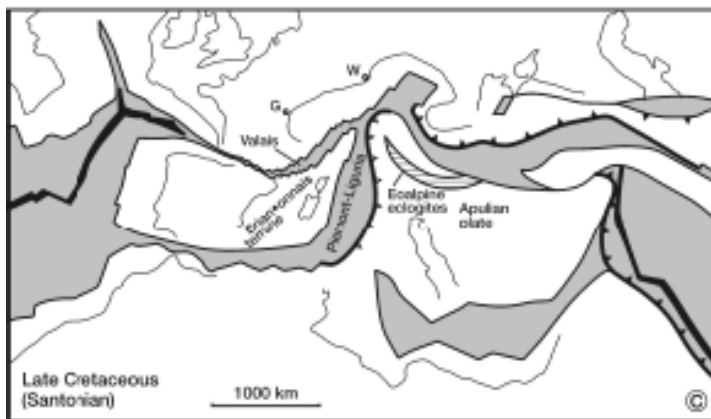 W
G
Valais
Briançonnais
terrane
Piemont-Liguria
Eoalpine
eclogites
Apulian
plate
Late Cretaceous
(Santonian)
1000 km
©